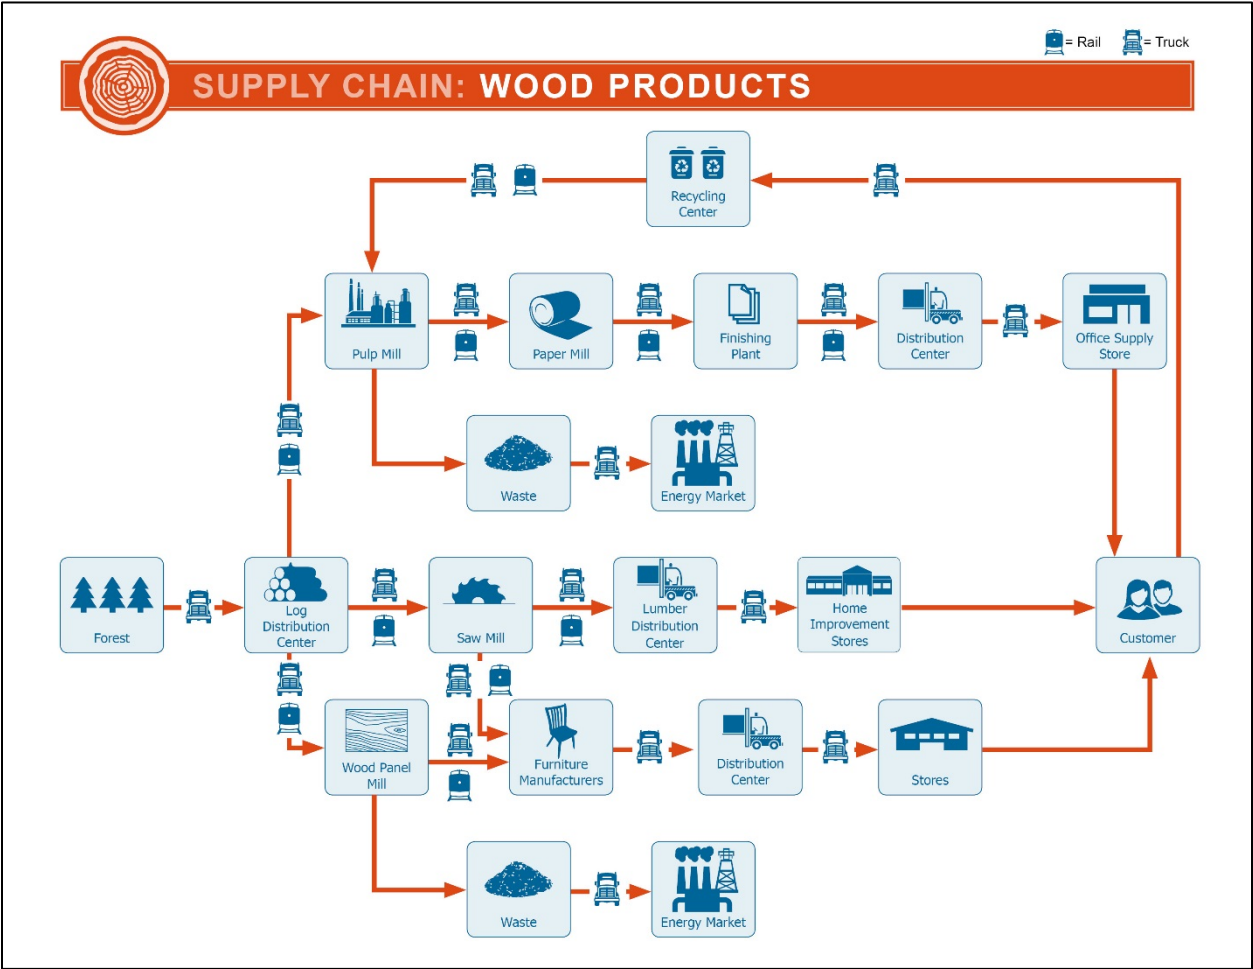 = Rail
= Truck
SUPPLY CHAIN: WOOD PRODUCTS
Recycling
Center
Pulp Mill
Paper Mill
Finishing
Plant
Distribution
Center
Office Supply
Store
Waste
Energy Market
Forest
Log
Distribution
Center
Saw Mill
Lumber
Distribution
Center
Home
Improvement
Stores
Customer
Wood Panel
Mill
Furniture
Manufacturers
Distribution
Center
Stores
Waste
Energy Market